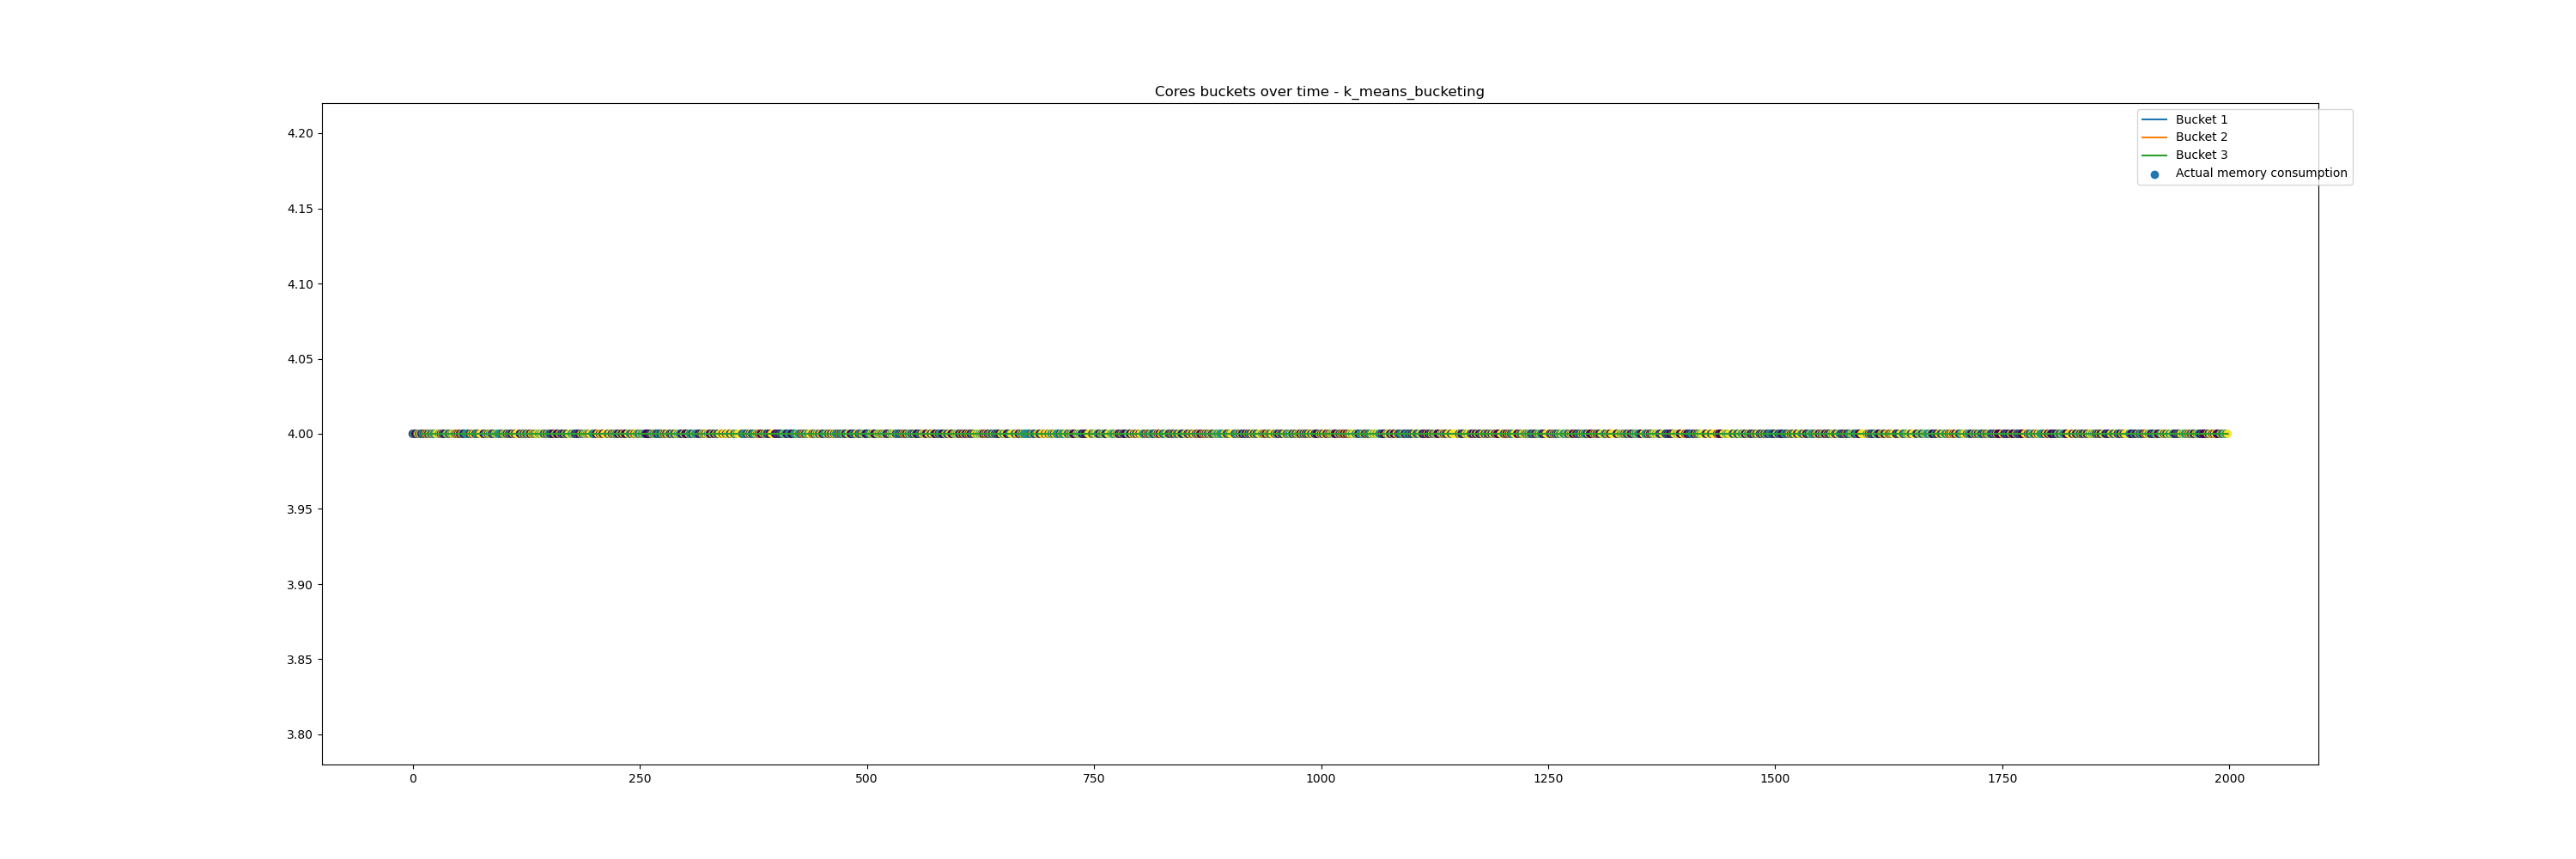 Cores buckets over time - k_means_bucketing
Bucket 1
Bucket 2
Bucket 3
Actual memory consumption
4.20
4.15
4.10
4.05
4.00
3.95
3.90
3.85
3.80
0 250 500 750 1000 1250 1500 1750 2000